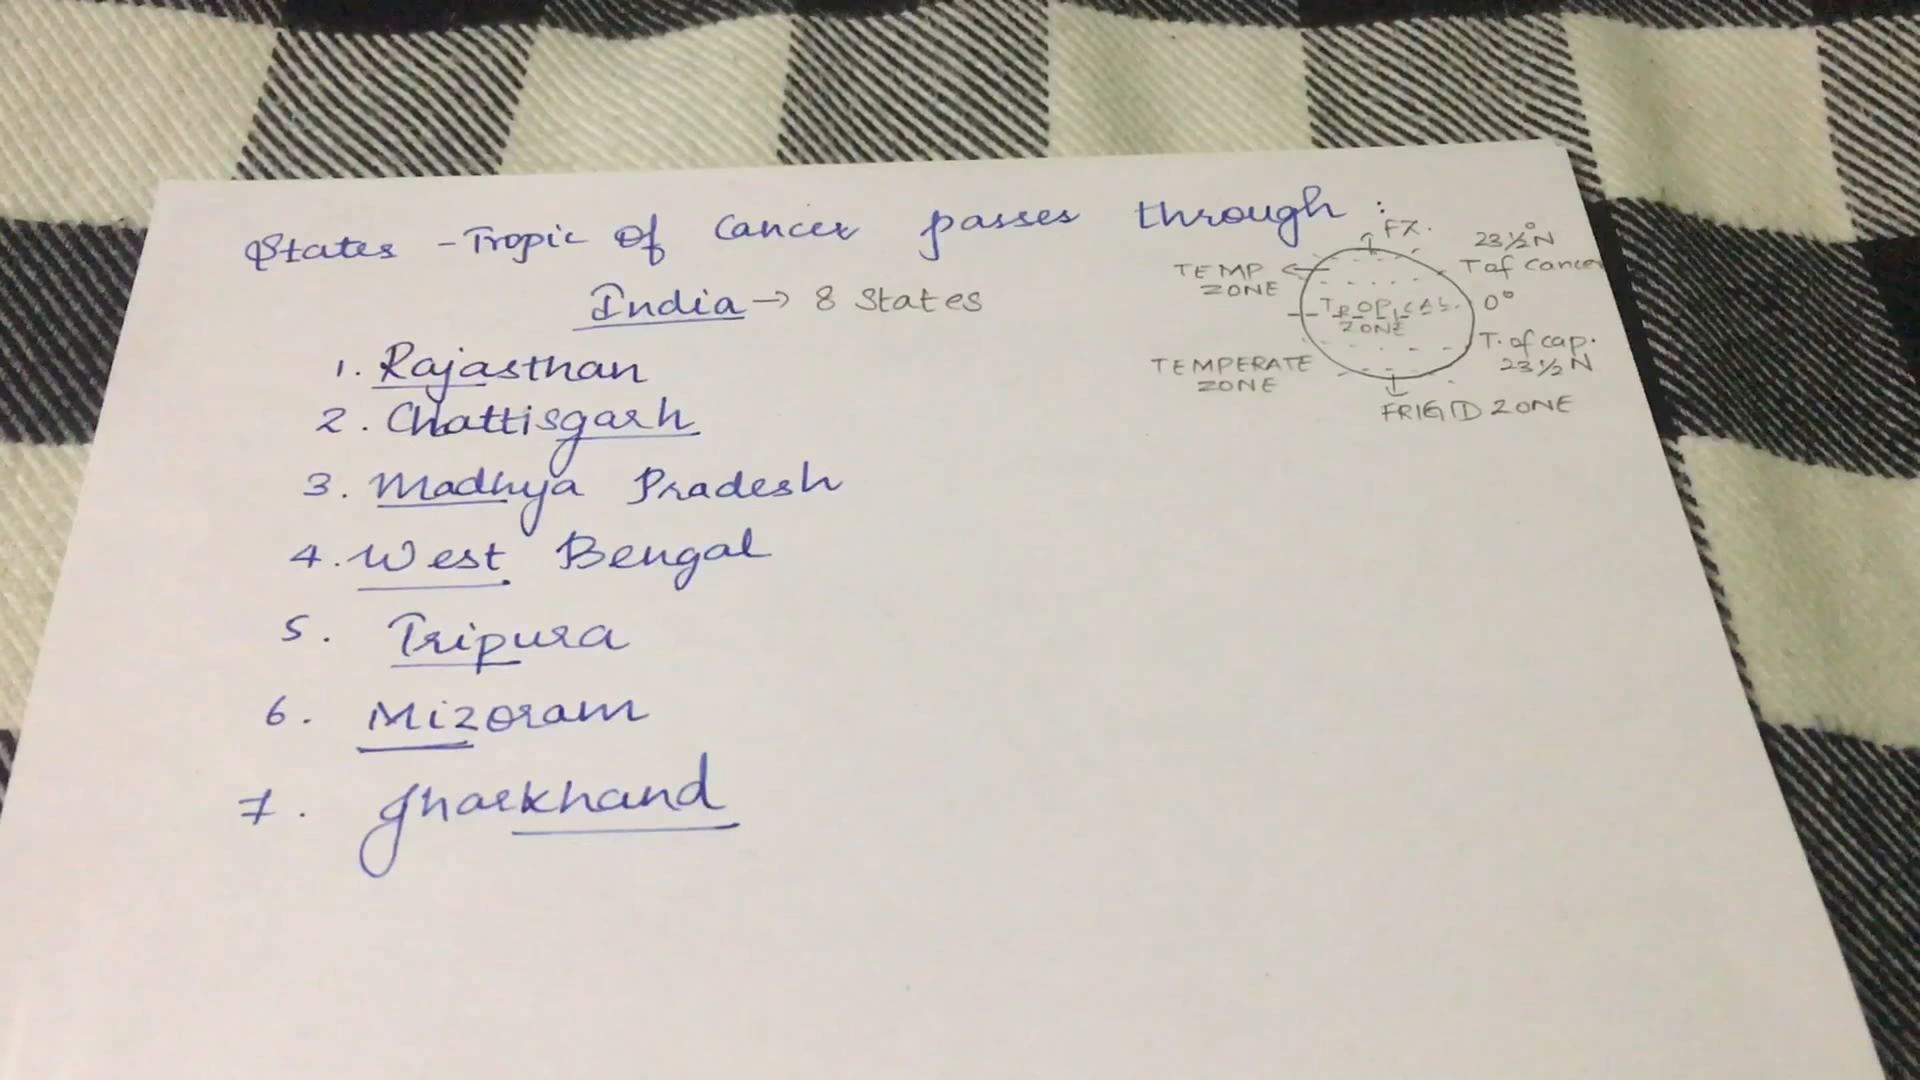 States - Tropic of Cancer passes through :
India → 8 States
1. Rajasthan
2. Chattisgarh
3. Madhya Pradesh
4. West Bengal
5. Tripura
6. Mizoram
7. Jharkhand
FZ.
23½°N
T of Cancer
TEMP
ZONE
TROPICAL
ZONE
0°
T. of cap.
23½N
TEMPERATE
ZONE
FRIGID ZONE